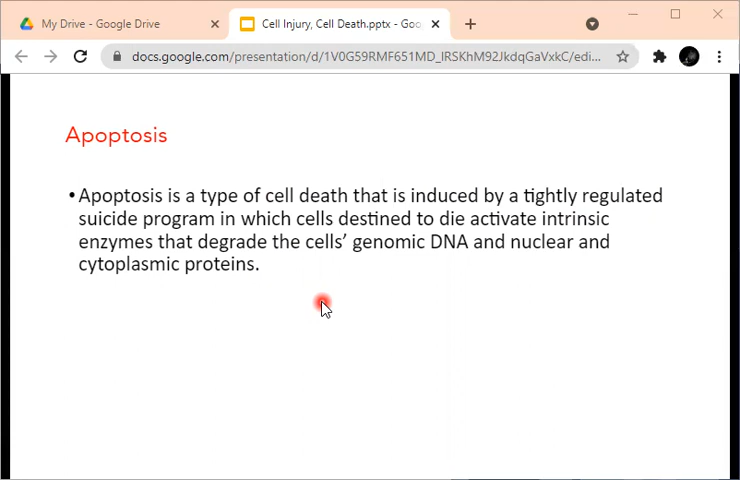 My Drive - Google Drive
Cell Injury, Cell Death.pptx - Goo
docs.google.com/presentation/d/1V0G59RMF651MD_lRSKhM92JkdqGaVxkC/edi...
Apoptosis
• Apoptosis is a type of cell death that is induced by a tightly regulated
suicide program in which cells destined to die activate intrinsic
enzymes that degrade the cells’ genomic DNA and nuclear and
cytoplasmic proteins.